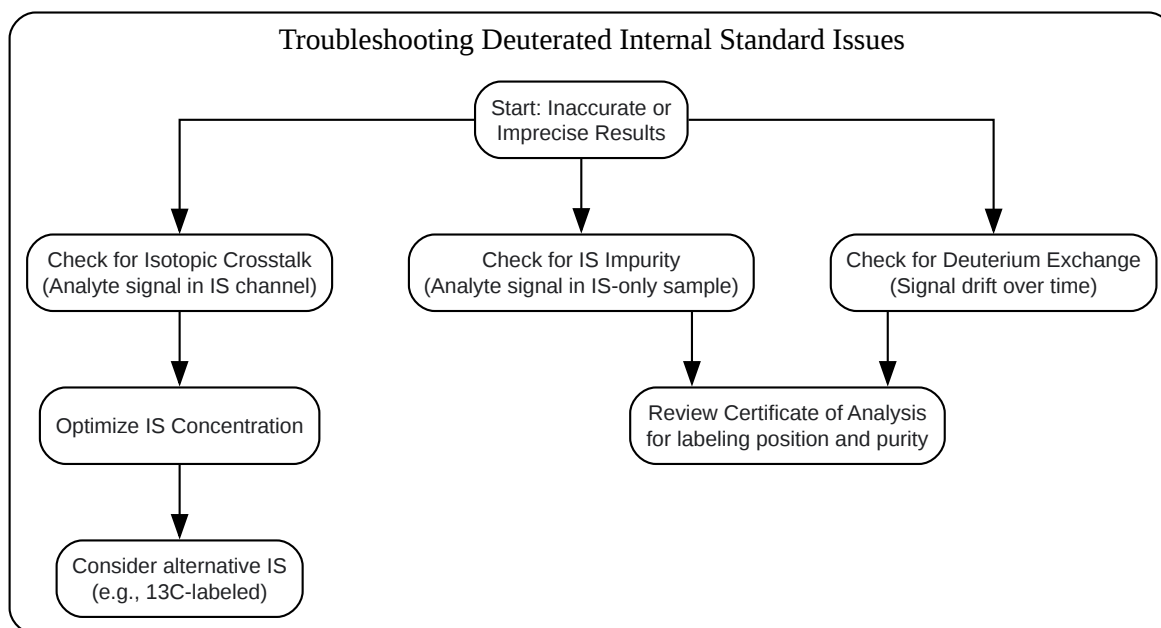 Troubleshooting Deuterated Internal Standard Issues
Start: Inaccurate or
Imprecise Results
Check for Isotopic Crosstalk
(Analyte signal in IS channel)
Check for IS Impurity
(Analyte signal in IS-only sample)
Check for Deuterium Exchange
(Signal drift over time)
Optimize IS Concentration
Review Certificate of Analysis
for labeling position and purity
Consider alternative IS
(e.g., 13C-labeled)